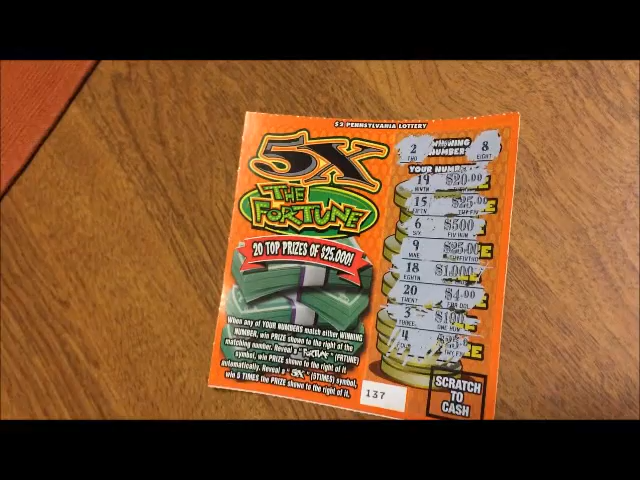 $2 PENNSYLVANIA LOTTERY
5X
THE
FORTUNE
20 TOP PRIZES OF $25,000!
When any of YOUR NUMBERS match either WINNING
NUMBER, win PRIZE shown to the right of the
matching number. Reveal a "FORTUNE" (FRTUNE)
symbol, win PRIZE shown to the right of it
automatically. Reveal a "5X" (5TIMES) symbol,
win 5 TIMES the PRIZE shown to the right of it.
WINNING
NUMBERS
2
TWO
8
EIGHT
YOUR NUMBERS
19 $20.00
15 $25.00
6 $500
SIX
9 $25.00
NINE
18 $1,000
20 $4.00
3 $100
4
137
SCRATCH
TO
CASH